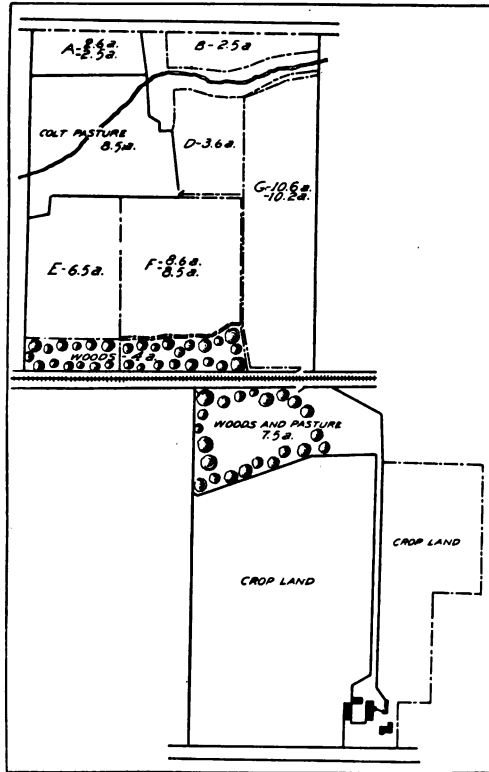 A-2.6a.
-2.5a.
B-2.5a
COLT PASTURE
8.5a.
D-3.6a.
G-10.6a.
-10.2a.
E-6.5a.
F-8.6a.
8.5a.
WOODS 4a.
WOODS AND PASTURE
7.5a.
CROP LAND
CROP LAND